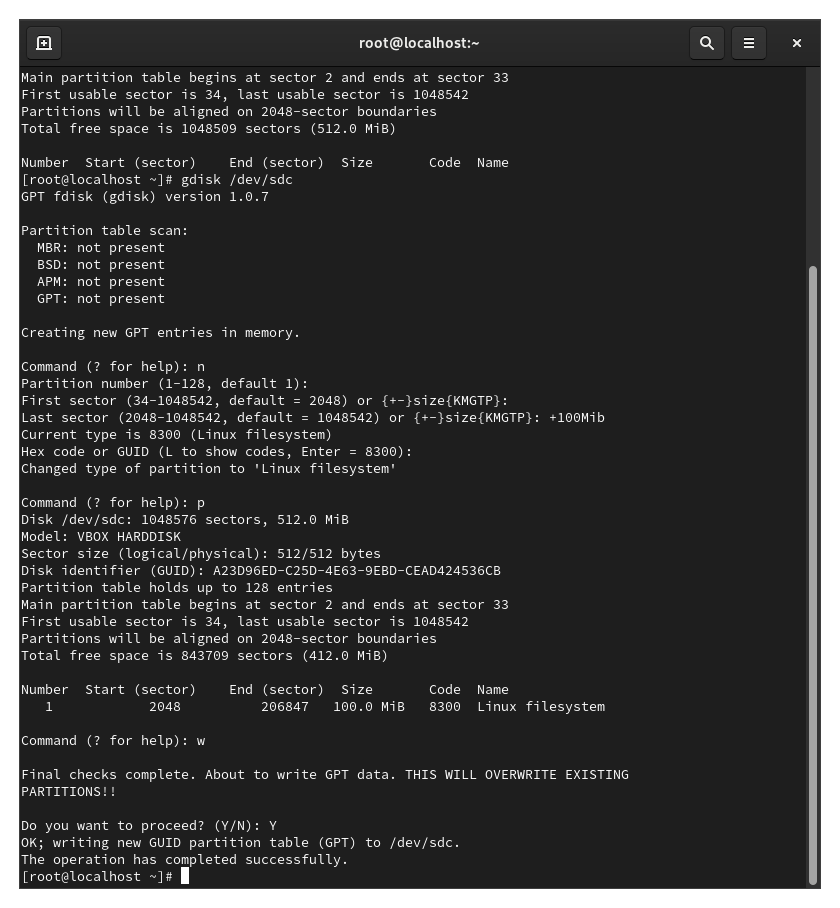 root@localhost:~
Main partition table begins at sector 2 and ends at sector 33
First usable sector is 34, last usable sector is 1048542
Partitions will be aligned on 2048-sector boundaries
Total free space is 1048509 sectors (512.0 MiB)
Number  Start (sector)    End (sector)  Size       Code  Name
[root@localhost ~]# gdisk /dev/sdc
GPT fdisk (gdisk) version 1.0.7
Partition table scan:
  MBR: not present
  BSD: not present
  APM: not present
  GPT: not present
Creating new GPT entries in memory.
Command (? for help): n
Partition number (1-128, default 1):
First sector (34-1048542, default = 2048) or {+-}size{KMGTP}:
Last sector (2048-1048542, default = 1048542) or {+-}size{KMGTP}: +100Mib
Current type is 8300 (Linux filesystem)
Hex code or GUID (L to show codes, Enter = 8300):
Changed type of partition to 'Linux filesystem'
Command (? for help): p
Disk /dev/sdc: 1048576 sectors, 512.0 MiB
Model: VBOX HARDDISK
Sector size (logical/physical): 512/512 bytes
Disk identifier (GUID): A23D96ED-C25D-4E63-9EBD-CEAD424536CB
Partition table holds up to 128 entries
Main partition table begins at sector 2 and ends at sector 33
First usable sector is 34, last usable sector is 1048542
Partitions will be aligned on 2048-sector boundaries
Total free space is 843709 sectors (412.0 MiB)
Number  Start (sector)    End (sector)  Size       Code  Name
   1            2048          206847   100.0 MiB   8300  Linux filesystem
Command (? for help): w
Final checks complete. About to write GPT data. THIS WILL OVERWRITE EXISTING
PARTITIONS!!
Do you want to proceed? (Y/N): Y
OK; writing new GUID partition table (GPT) to /dev/sdc.
The operation has completed successfully.
[root@localhost ~]#